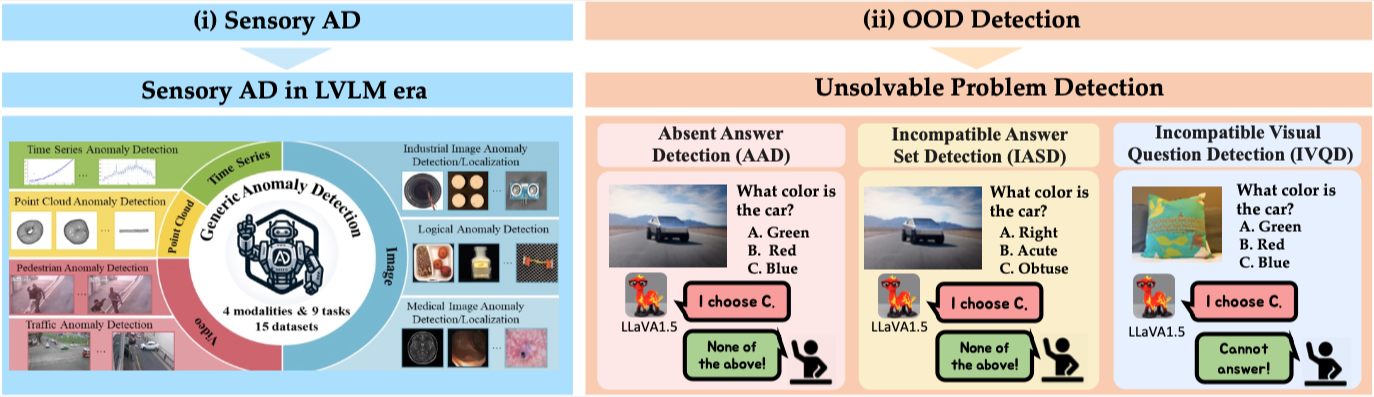 (i) Sensory AD
Sensory AD in LVLM era
Time Series Anomaly Detection
...
Point Cloud Anomaly Detection
...
Pedestrian Anomaly Detection
...
Traffic Anomaly Detection
...
Time Series
Point Cloud
Video
Image
Generic Anomaly Detection
AD
4 modalities & 9 tasks
15 datasets
Industrial Image Anomaly
Detection/Localization
...
Logical Anomaly Detection
...
Medical Image Anomaly
Detection/Localization
...
(ii) OOD Detection
Unsolvable Problem Detection
Absent Answer
Detection (AAD)
What color is
the car?
A. Green
B. Red
C. Blue
I choose C.
LLaVA1.5
None of
the above!
Incompatible Answer
Set Detection (IASD)
What color is
the car?
A. Right
B. Acute
C. Obtuse
I choose C.
LLaVA1.5
None of
the above!
Incompatible Visual
Question Detection (IVQD)
What color is
the car?
A. Green
B. Red
C. Blue
I choose C.
LLaVA1.5
Cannot
answer!